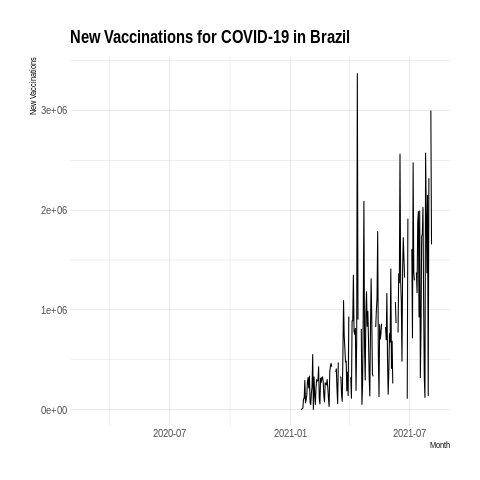 New Vaccinations for COVID-19 in Brazil
New Vaccinations
3e+06
2e+06
1e+06
0e+00
2020-07 2021-01 2021-07
Month